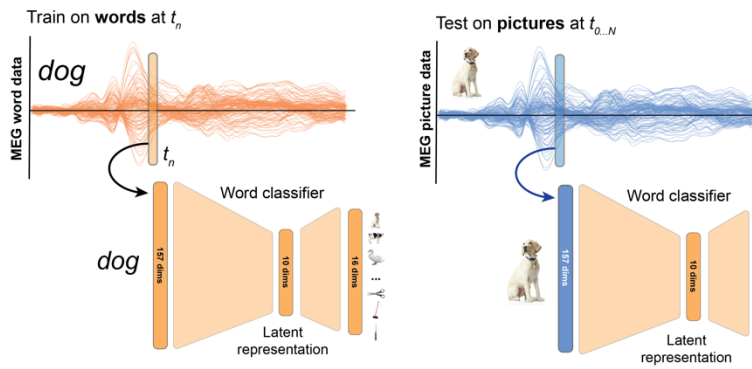 Train on words at tn
MEG word data
dog
tn
Word classifier
dog
157 dims
10 dims
16 dims
...
Latent
representation
Test on pictures at t0...N
MEG picture data
Word classifier
157 dims
10 dims
Latent
representation